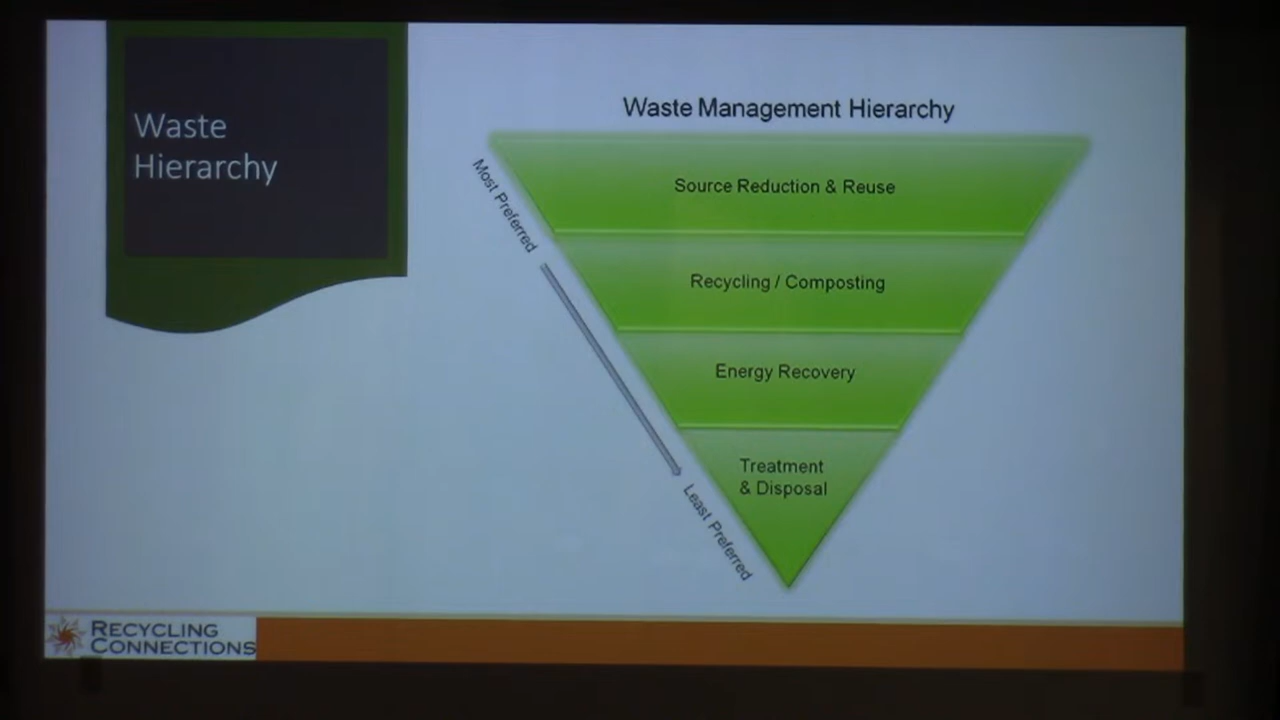 Waste
Hierarchy
Waste Management Hierarchy
Most Preferred
Source Reduction & Reuse
Recycling / Composting
Energy Recovery
Treatment
& Disposal
Least Preferred
RECYCLING
CONNECTIONS